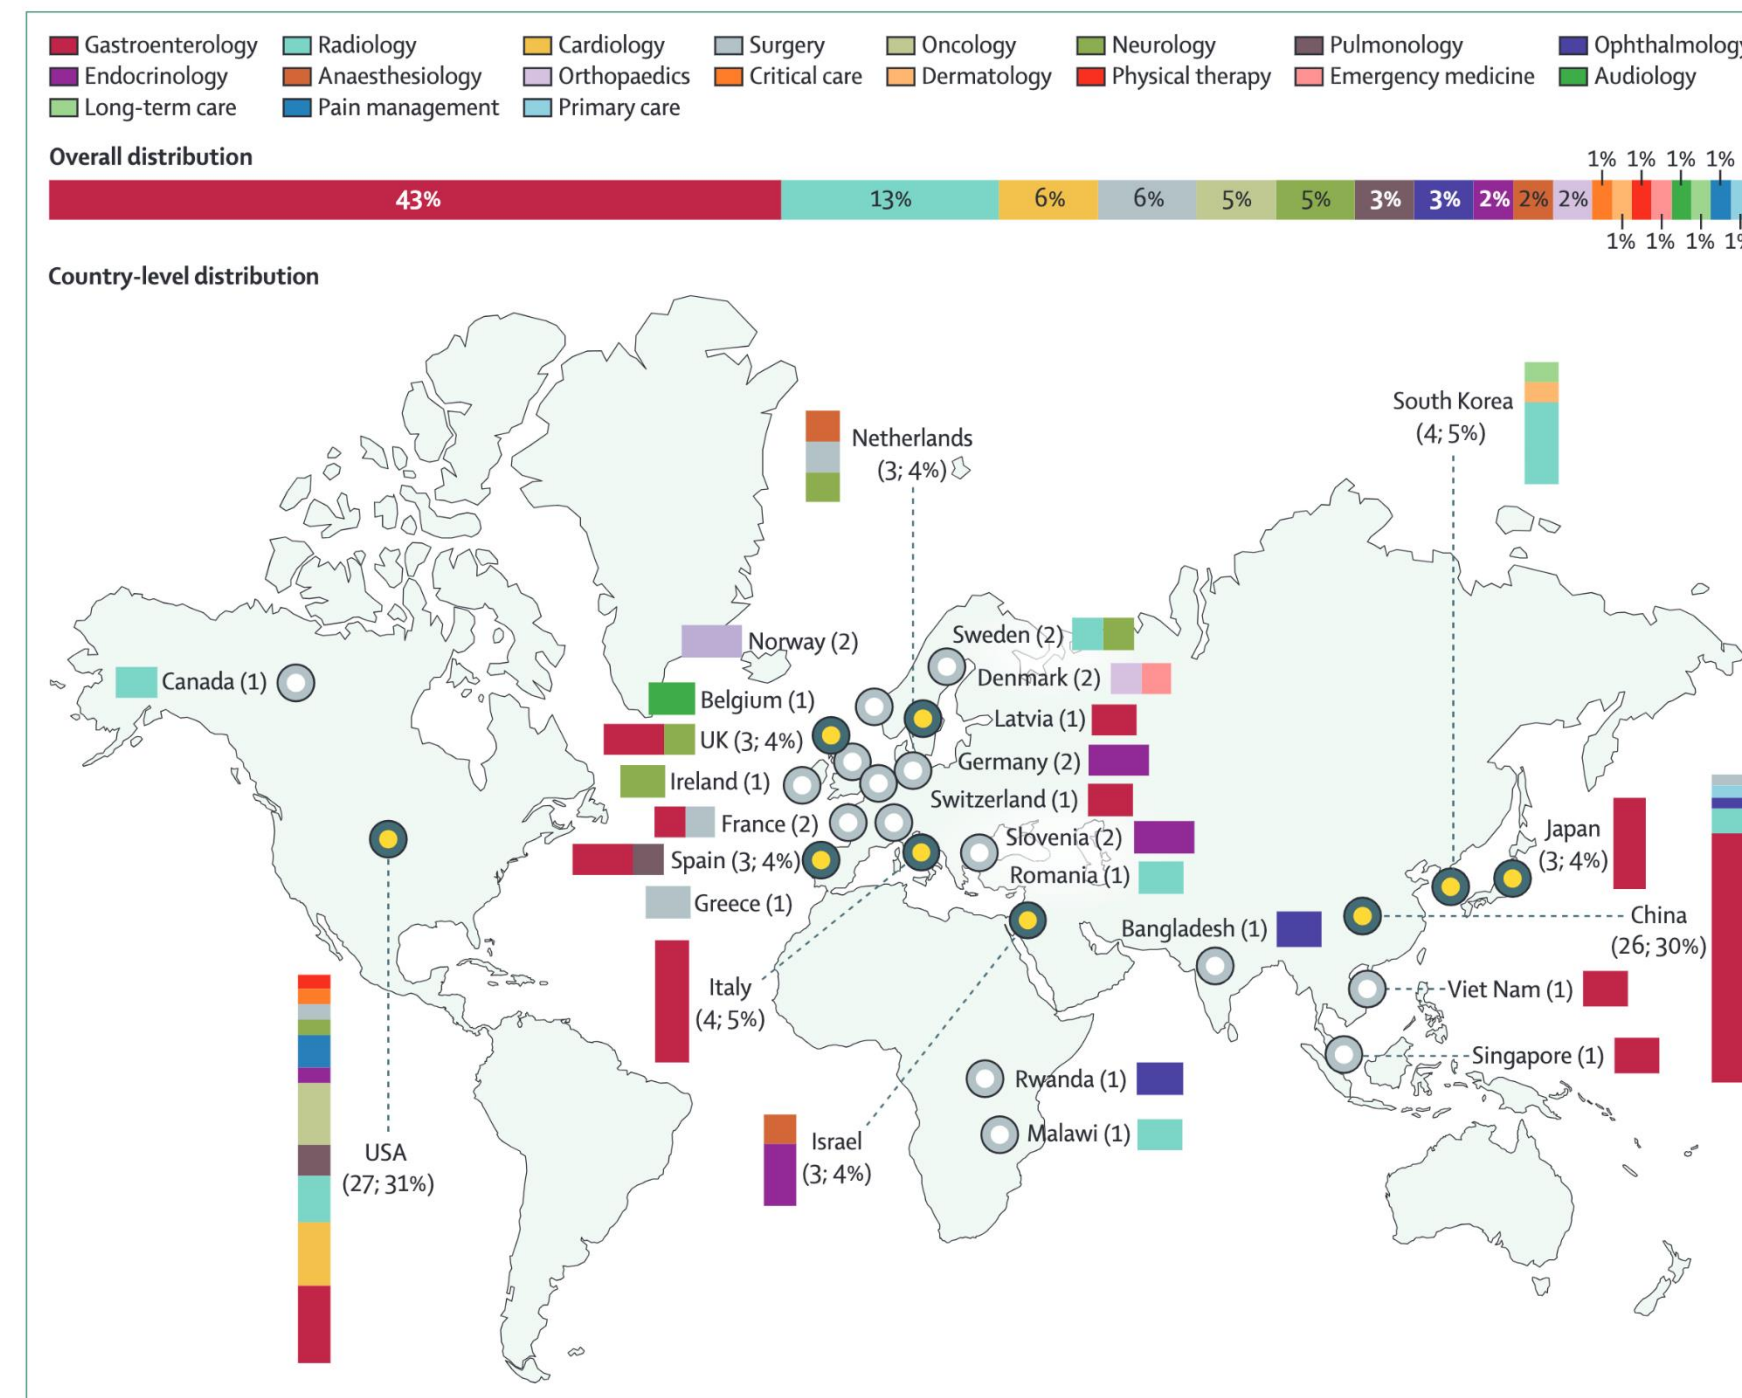 Gastroenterology Radiology Cardiology Surgery Oncology Neurology Pulmonology Ophthalmology
Endocrinology Anaesthesiology Orthopaedics Critical care Dermatology Physical therapy Emergency medicine Audiology
Long-term care Pain management Primary care
Overall distribution
1% 1% 1% 1%
43% 13% 6% 6% 5% 5% 3% 3% 2% 2% 2%
1% 1% 1% 1%
Country-level distribution
South Korea
(4; 5%)
Netherlands
(3; 4%)
Norway (2)
Sweden (2)
Canada (1)
Denmark (2)
Belgium (1)
Latvia (1)
UK (3; 4%)
Germany (2)
Ireland (1)
Switzerland (1)
France (2)
Slovenia (2)
Japan
(3; 4%)
Spain (3; 4%)
Romania (1)
Greece (1)
Bangladesh (1)
China
(26; 30%)
Italy
(4; 5%)
Viet Nam (1)
Singapore (1)
Rwanda (1)
Malawi (1)
Israel
(3; 4%)
USA
(27; 31%)